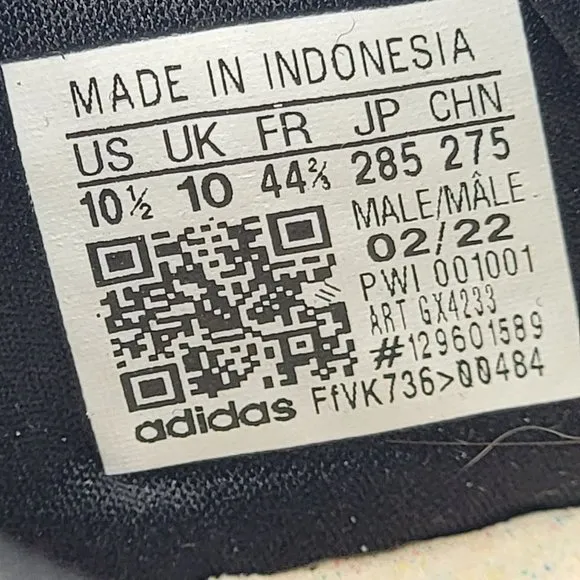 MADE IN INDONESIA
US UK FR JP CHN
10½ 10 44⅔ 285 275
MALE/MÂLE
02/22
PWI 001001
ART GX4233
#129601589
adidas FfVK736>00484